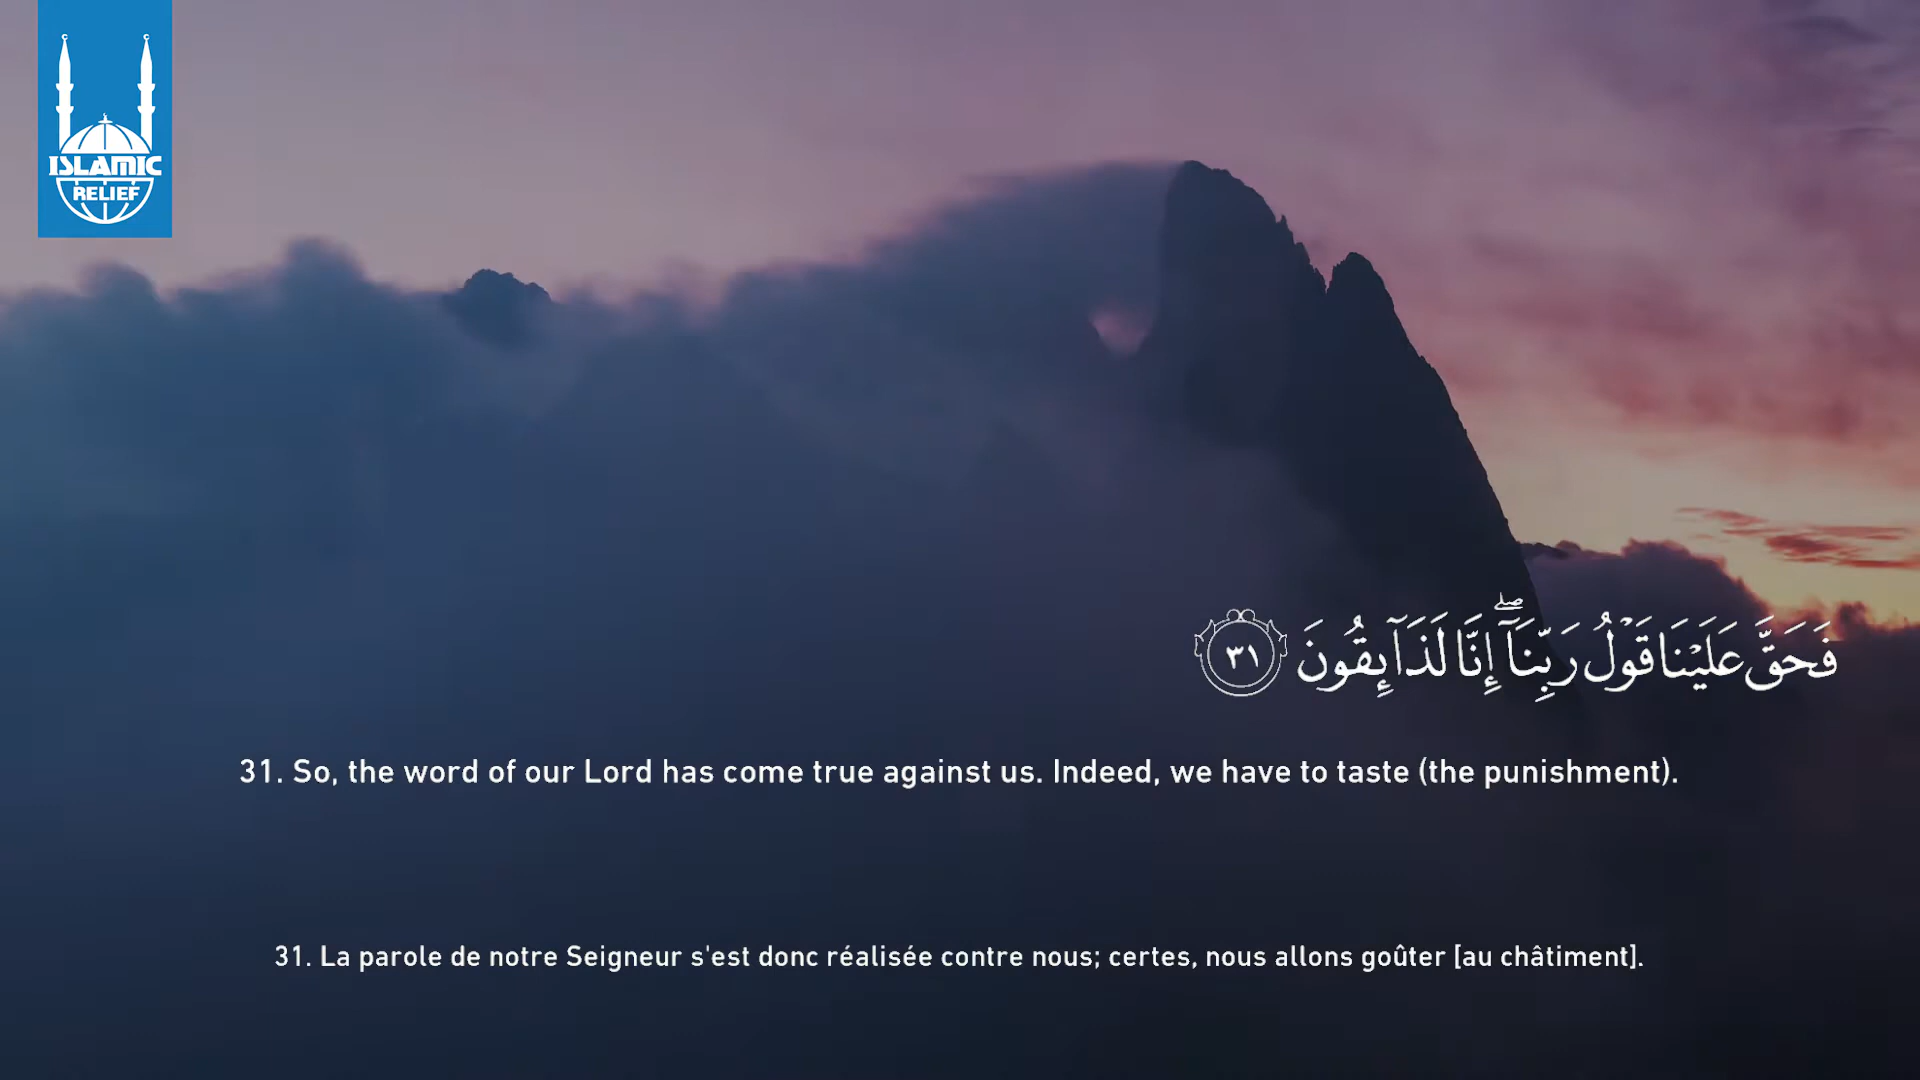 ISLAMIC
RELIEF
فَحَقَّ عَلَيْنَا قَوْلُ رَبِّنَآ ۖ إِنَّا لَذَآئِقُونَ ٣١
31. So, the word of our Lord has come true against us. Indeed, we have to taste (the punishment).
31. La parole de notre Seigneur s'est donc réalisée contre nous; certes, nous allons goûter [au châtiment].